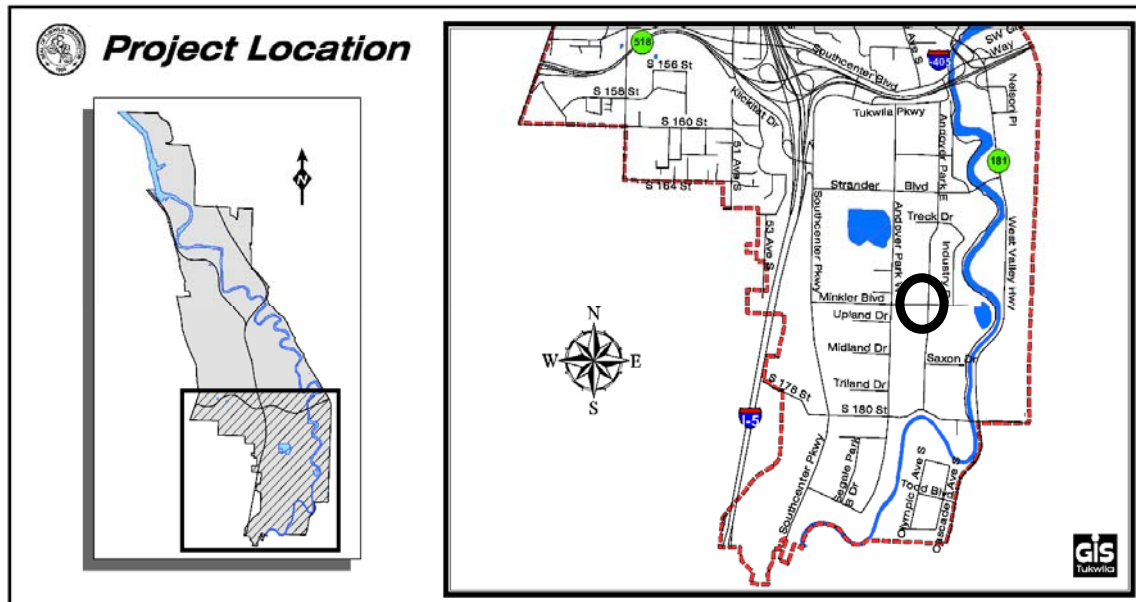 Project Location
N
518
S 156 St
S 158 St
S 160 St
S 164 St
Klickitat Dr
51 Ave S
53 Ave S
Southcenter Blvd
Ave S
I-405
SW
Way
Nelson Pl
Tukwila Pkwy
Andover Park E
181
Strander Blvd
Treck Dr
Southcenter Pkwy
Andover Park W
Industry
West Valley Hwy
Minkler Blvd
Upland Dr
Midland Dr
Saxon Dr
Triland Dr
S 178 St
S 180 St
I-5
Southcenter Pkwy
Segale Park
B Dr
Olympic Ave S
Todd Blvd
Cascade Ave S
N
W
E
S
GIS
Tukwila